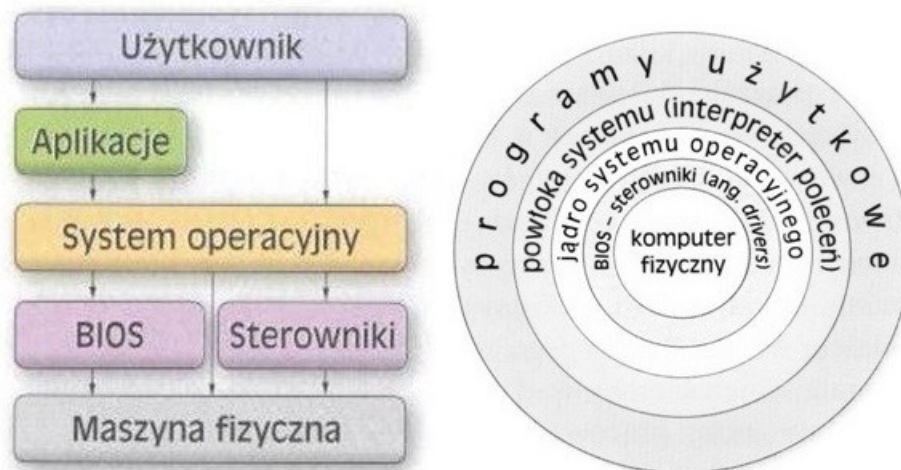 Użytkownik
Aplikacje
System operacyjny
BIOS
Sterowniki
Maszyna fizyczna
programy użytkowe
powłoka systemu (interpreter poleceń)
jądro systemu operacyjnego
BIOS – sterowniki (ang. drivers)
komputer
fizyczny